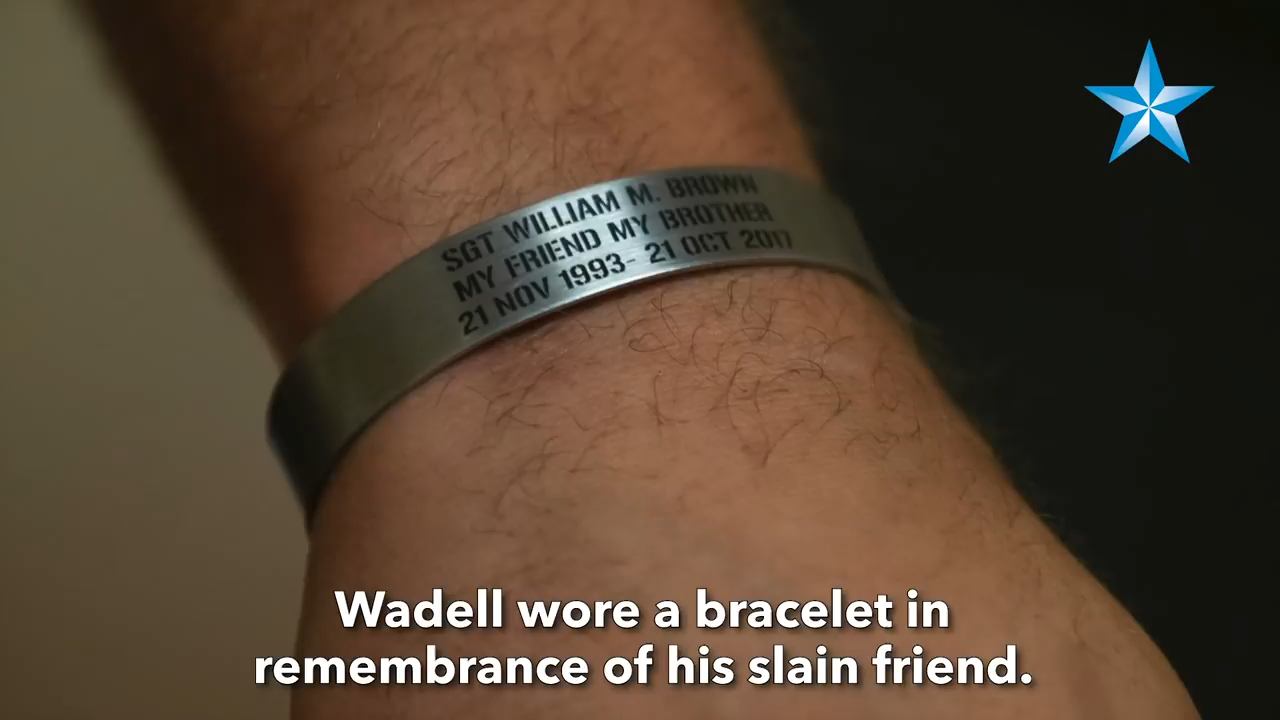 SGT WILLIAM M. BROWN
MY FRIEND MY BROTHER
21 NOV 1993- 21 OCT 2017
Wadell wore a bracelet in
remembrance of his slain friend.